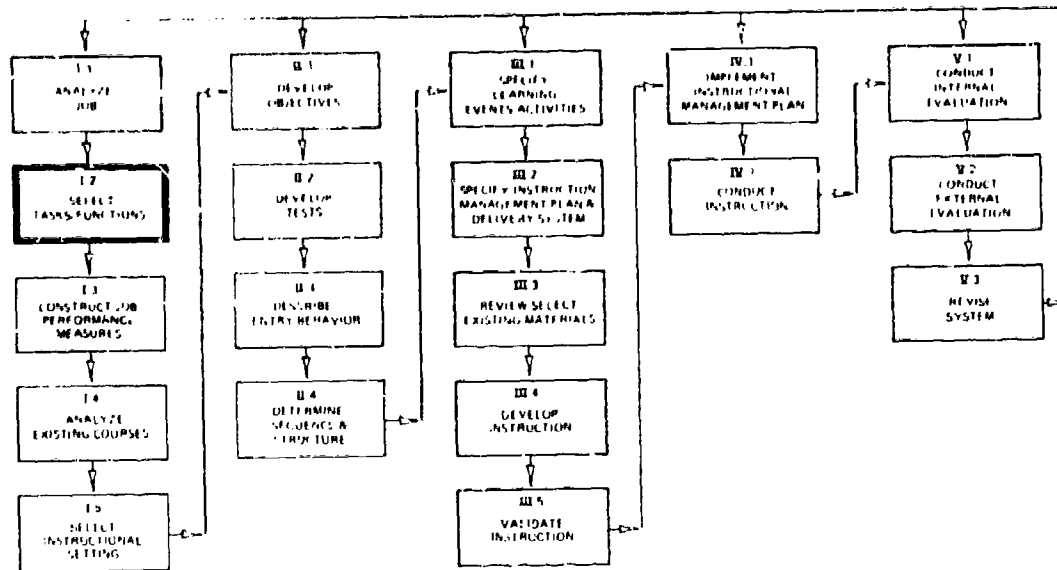 I.1
ANALYZE
JOB
I.2
SELECT
TASKS/FUNCTIONS
I.3
CONSTRUCT JOB
PERFORMANCE
MEASURES
I.4
ANALYZE
EXISTING COURSES
I.5
SELECT
INSTRUCTIONAL
SETTING
II.1
DEVELOP
OBJECTIVES
II.2
DEVELOP
TESTS
II.3
DESCRIBE
ENTRY BEHAVIOR
II.4
DETERMINE
SEQUENCE &
STRUCTURE
III.1
SPECIFY
LEARNING
EVENTS ACTIVITIES
III.2
SPECIFY INSTRUCTION
MANAGEMENT PLAN &
DELIVERY SYSTEM
III.3
REVIEW SELECT
EXISTING MATERIALS
III.4
DEVELOP
INSTRUCTION
III.5
VALIDATE
INSTRUCTION
IV.1
IMPLEMENT
INSTRUCTIONAL
MANAGEMENT PLAN
IV.2
CONDUCT
INSTRUCTION
V.1
CONDUCT
INTERNAL
EVALUATION
V.2
CONDUCT
EXTERNAL
EVALUATION
V.3
REVISE
SYSTEM